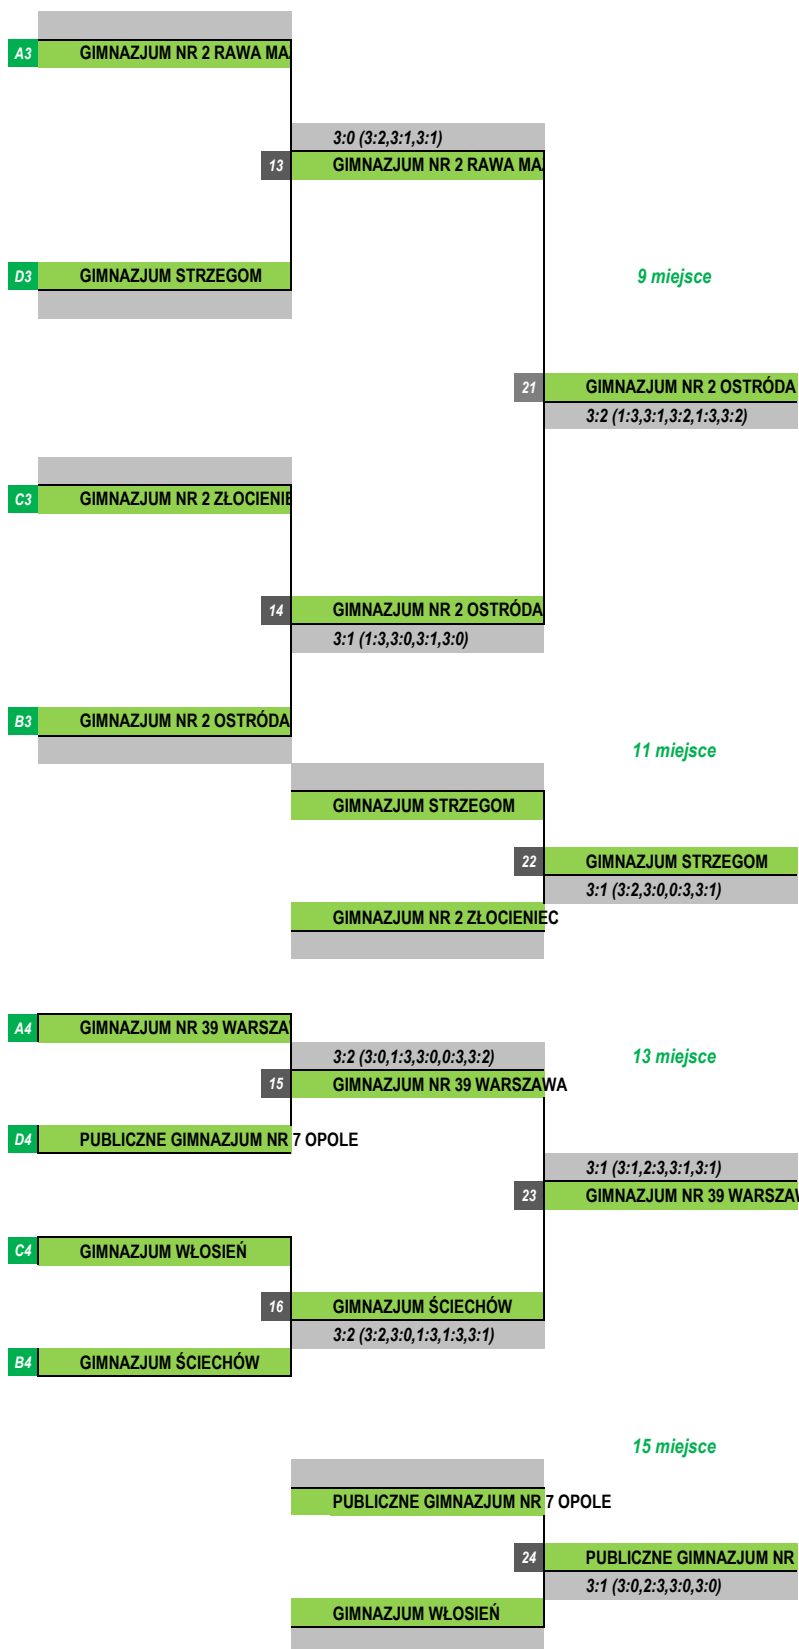 A3 GIMNAZJUM NR 2 RAWA MA
3:0 (3:2,3:1,3:1)
13 GIMNAZJUM NR 2 RAWA MA
D3 GIMNAZJUM STRZEGOM
9 miejsce
21 GIMNAZJUM NR 2 OSTRÓDA
3:2 (1:3,3:1,3:2,1:3,3:2)
C3 GIMNAZJUM NR 2 ZŁOCIENIE
14 GIMNAZJUM NR 2 OSTRÓDA
3:1 (1:3,3:0,3:1,3:0)
B3 GIMNAZJUM NR 2 OSTRÓDA
11 miejsce
GIMNAZJUM STRZEGOM
22 GIMNAZJUM STRZEGOM
3:1 (3:2,3:0,0:3,3:1)
GIMNAZJUM NR 2 ZŁOCIENIEC
A4 GIMNAZJUM NR 39 WARSZA
3:2 (3:0,1:3,3:0,0:3,3:2)
13 miejsce
15 GIMNAZJUM NR 39 WARSZAWA
D4 PUBLICZNE GIMNAZJUM NR 7 OPOLE
3:1 (3:1,2:3,3:1,3:1)
23 GIMNAZJUM NR 39 WARSZAW
C4 GIMNAZJUM WŁOSIEŃ
16 GIMNAZJUM ŚCIECHÓW
3:2 (3:2,3:0,1:3,1:3,3:1)
B4 GIMNAZJUM ŚCIECHÓW
15 miejsce
PUBLICZNE GIMNAZJUM NR 7 OPOLE
24 PUBLICZNE GIMNAZJUM NR
3:1 (3:0,2:3,3:0,3:0)
GIMNAZJUM WŁOSIEŃ